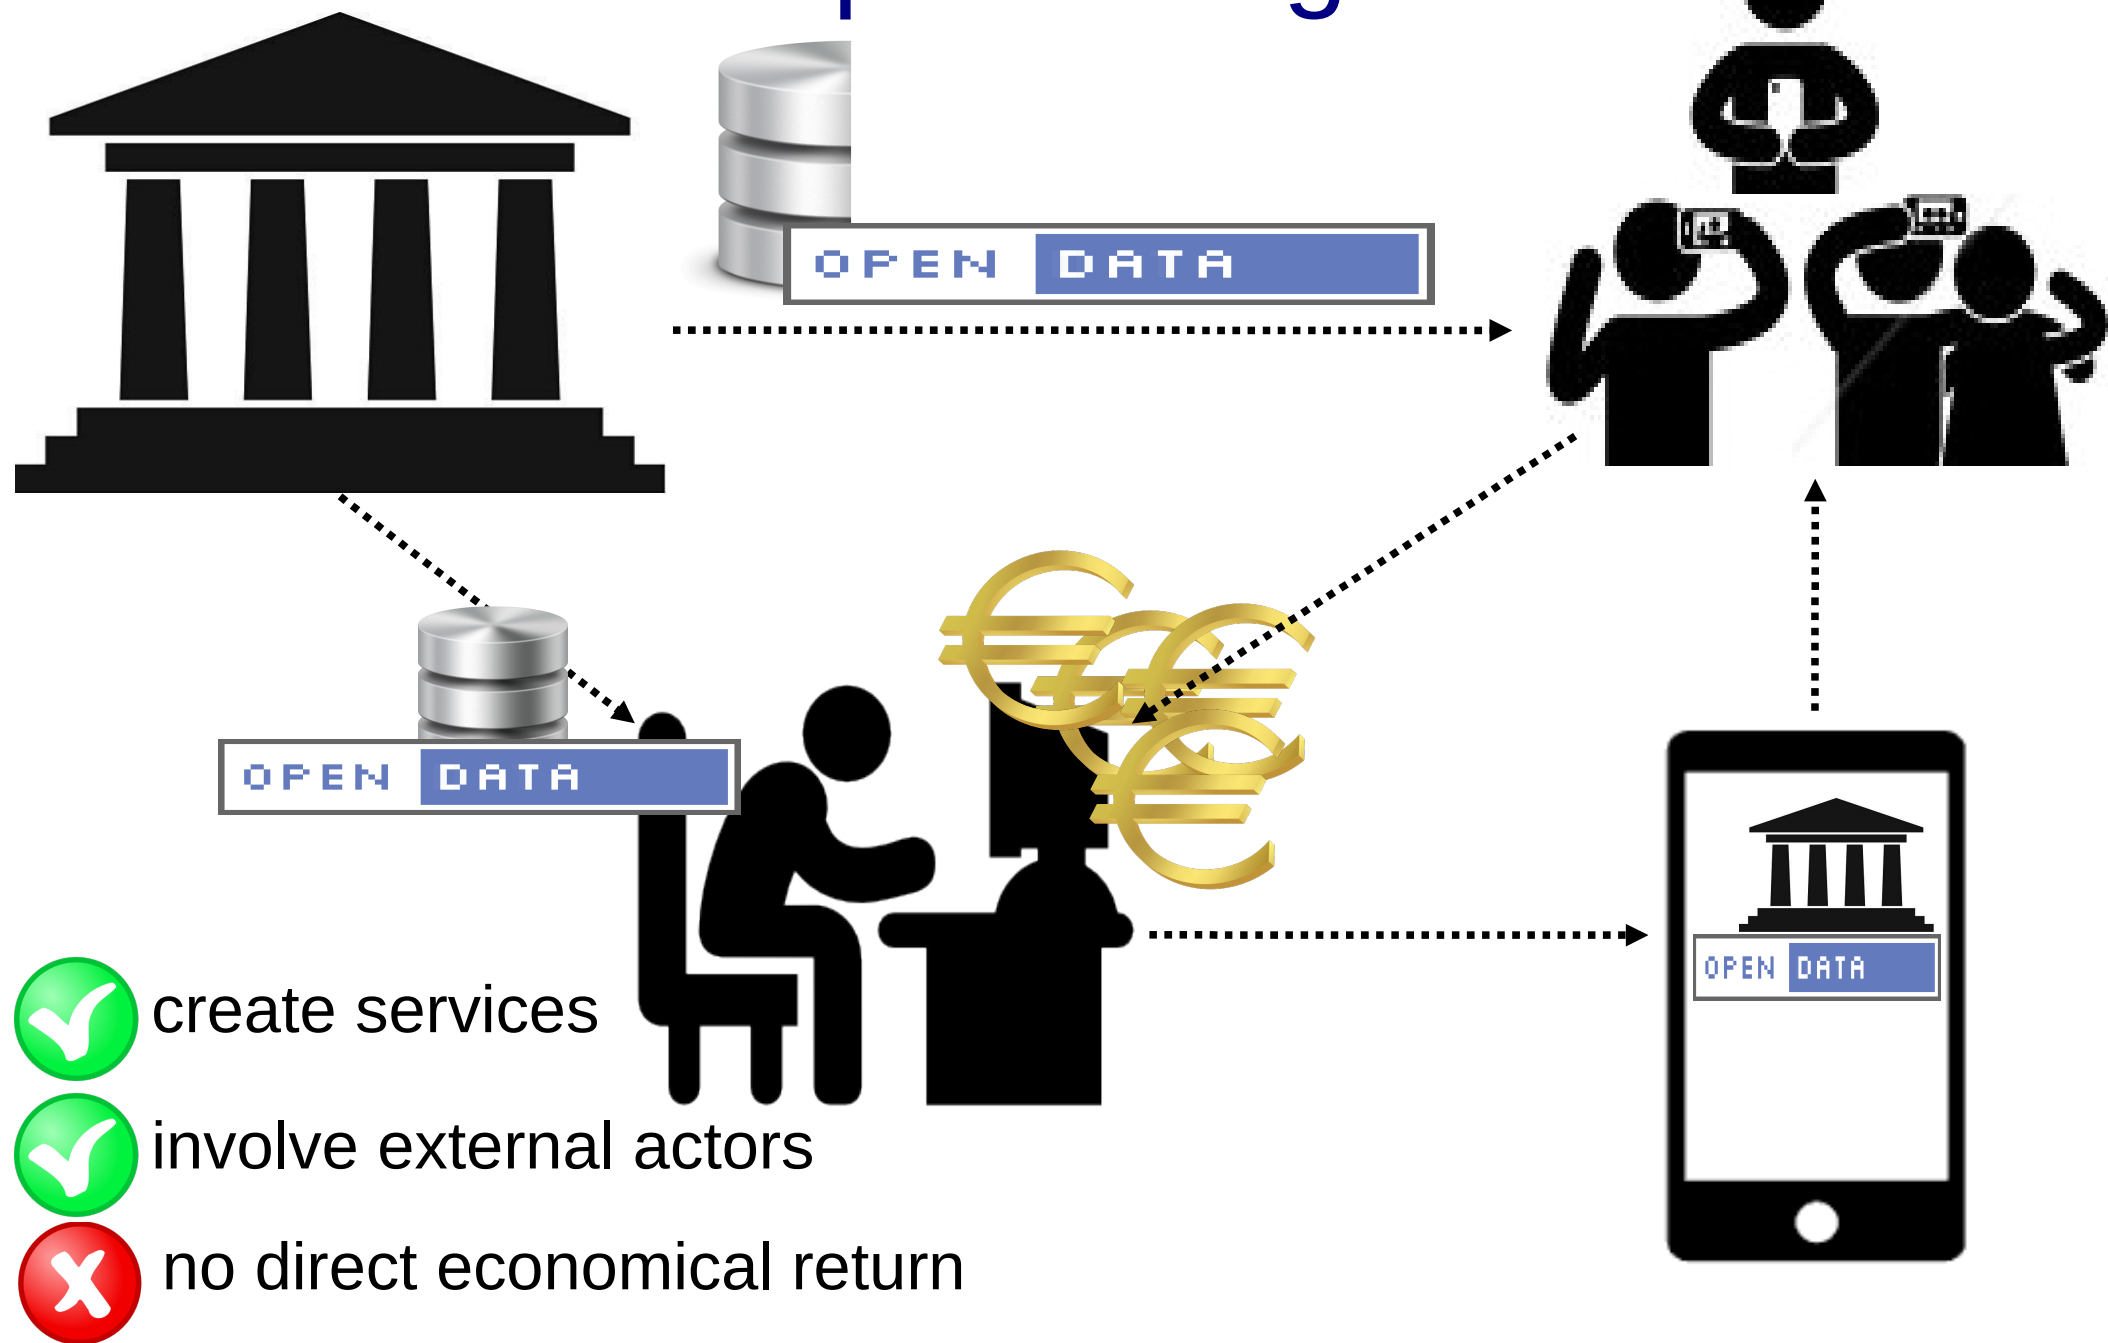 OPEN DATA
OPEN DATA
OPEN DATA
create services
involve external actors
no direct economical return